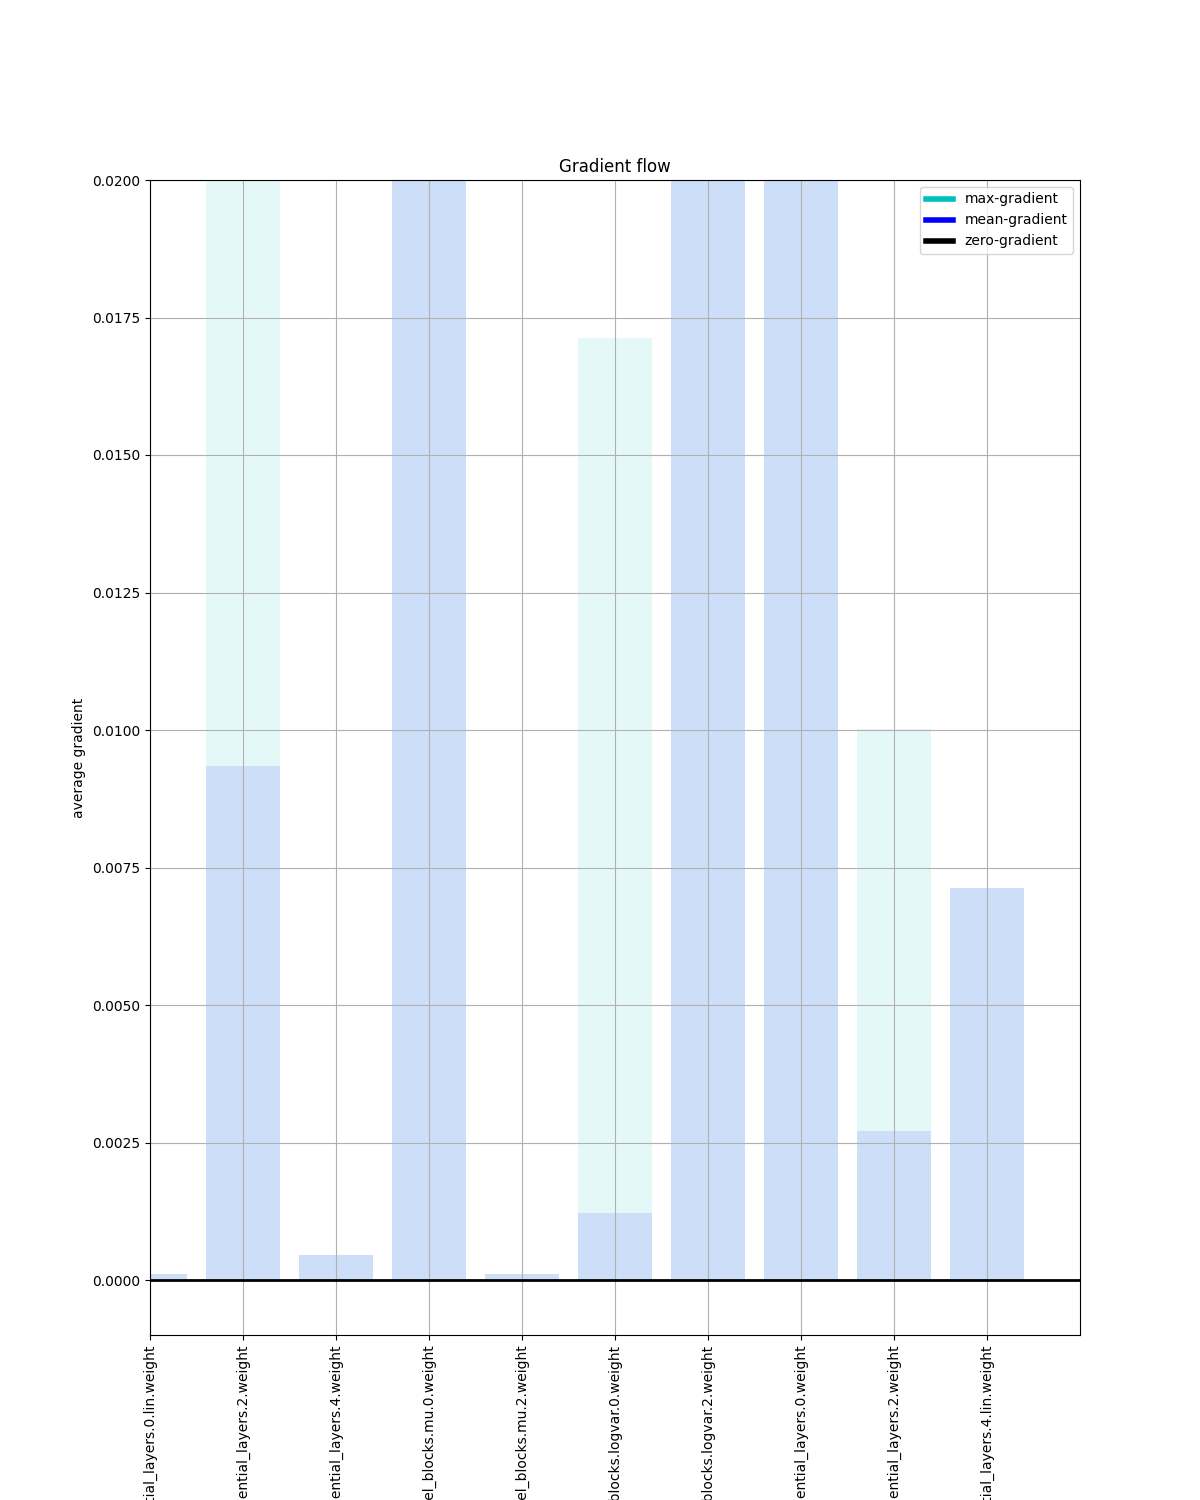 Gradient flow
max-gradient
mean-gradient
zero-gradient
0.0200
0.0175
0.0150
0.0125
0.0100
0.0075
0.0050
0.0025
0.0000
average gradient
tial_layers.0.lin.weight
ential_layers.2.weight
ential_layers.4.weight
el_blocks.mu.0.weight
el_blocks.mu.2.weight
blocks.logvar.0.weight
blocks.logvar.2.weight
ential_layers.0.weight
ential_layers.2.weight
tial_layers.4.lin.weight